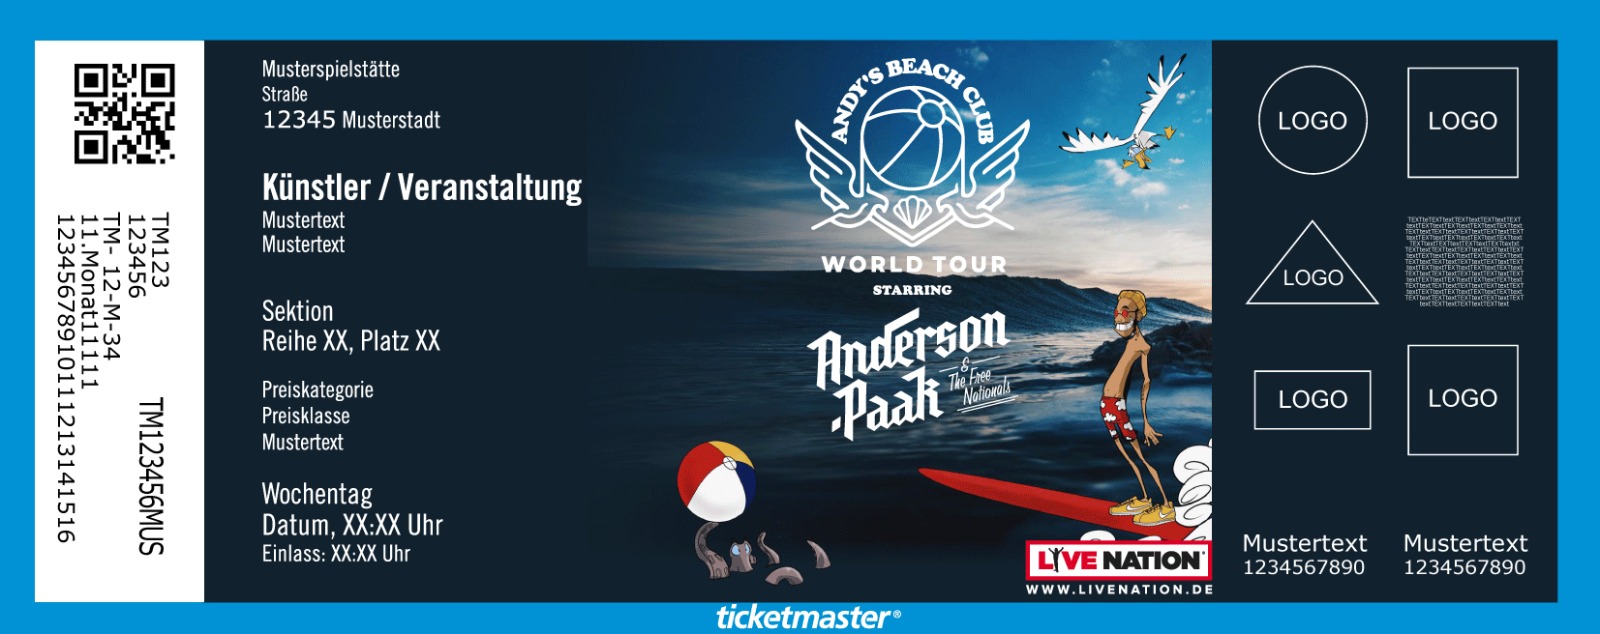 TM123
123456
TM- 12-M-34
11.Monat111111
12345678910111213141516
TM123456MUS
Musterspielstätte
Straße
12345 Musterstadt
Künstler / Veranstaltung
Mustertext
Mustertext
Sektion
Reihe XX, Platz XX
Preiskategorie
Preisklasse
Mustertext
Wochentag
Datum, XX:XX Uhr
Einlass: XX:XX Uhr
ANDY'S BEACH CLUB
WORLD TOUR
STARRING
Anderson
.Paak
&
The Free
Nationals
LIVE NATION
WWW.LIVENATION.DE
LOGO
LOGO
LOGO
LOGO
LOGO
Mustertext
1234567890
Mustertext
1234567890
ticketmaster®